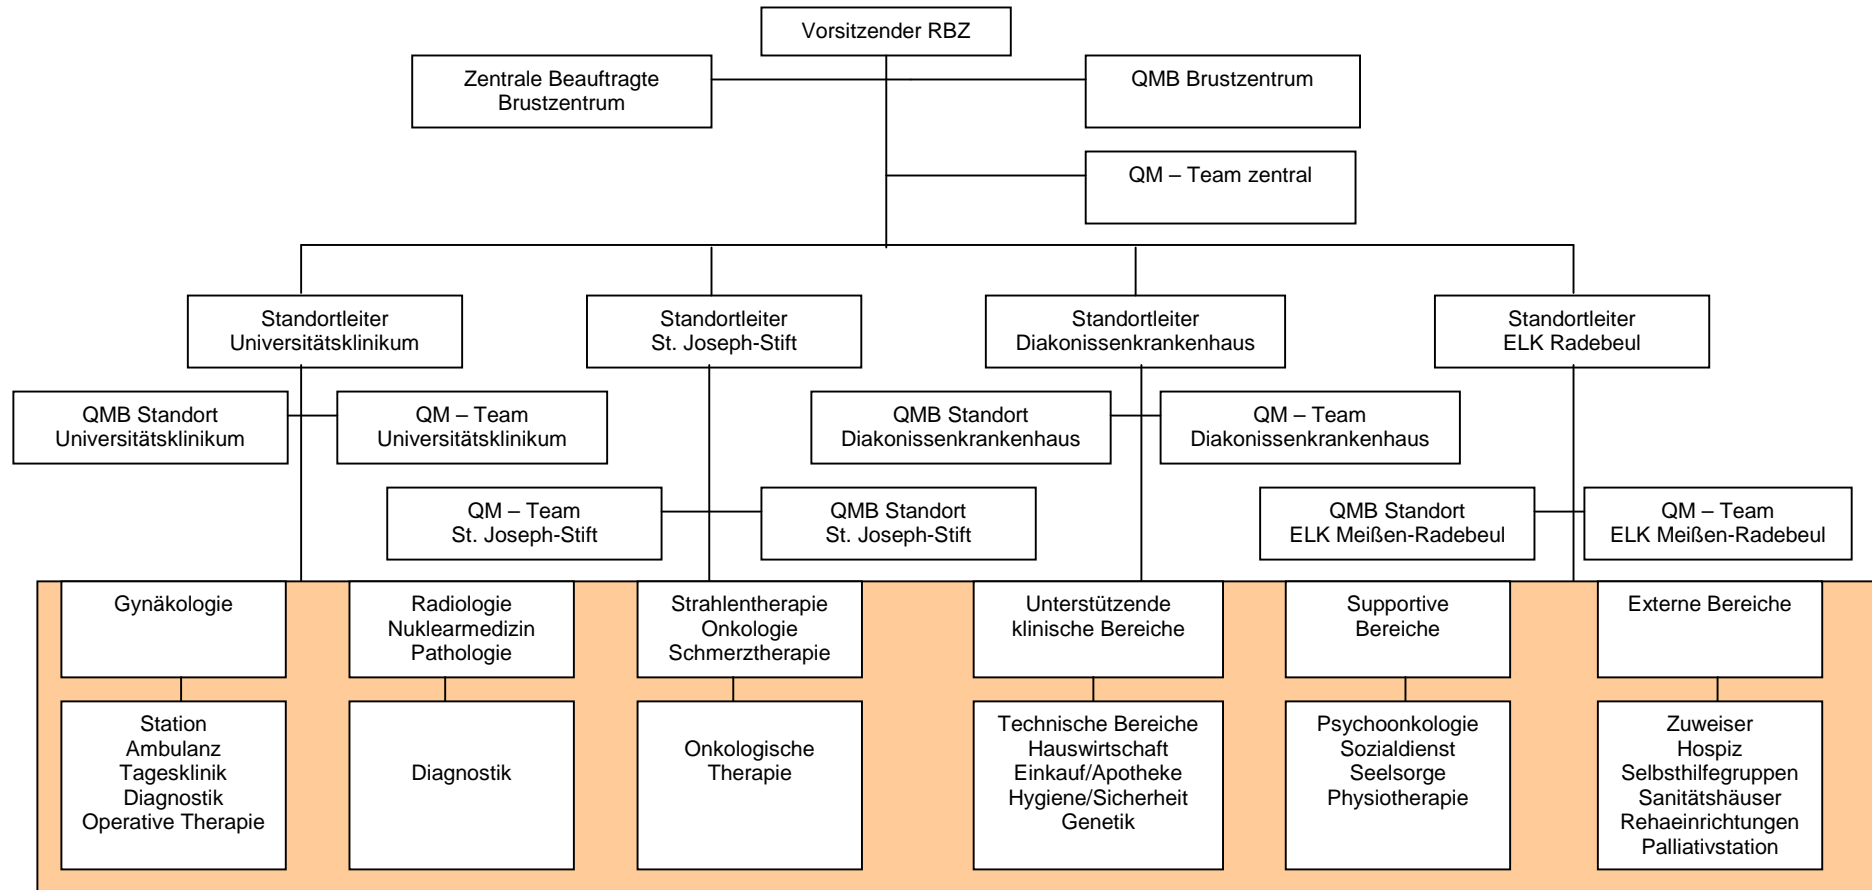 Vorsitzender RBZ
Zentrale Beauftragte
Brustzentrum
QMB Brustzentrum
QM – Team zentral
Standortleiter
Universitätsklinikum
Standortleiter
St. Joseph-Stift
Standortleiter
Diakonissenkrankenhaus
Standortleiter
ELK Radebeul
QMB Standort
Universitätsklinikum
QM – Team
Universitätsklinikum
QMB Standort
Diakonissenkrankenhaus
QM – Team
Diakonissenkrankenhaus
QM – Team
St. Joseph-Stift
QMB Standort
St. Joseph-Stift
QMB Standort
ELK Meißen-Radebeul
QM – Team
ELK Meißen-Radebeul
Gynäkologie
Radiologie
Nuklearmedizin
Pathologie
Strahlentherapie
Onkologie
Schmerztherapie
Unterstützende
klinische Bereiche
Supportive
Bereiche
Externe Bereiche
Station
Ambulanz
Tagesklinik
Diagnostik
Operative Therapie
Diagnostik
Onkologische
Therapie
Technische Bereiche
Hauswirtschaft
Einkauf/Apotheke
Hygiene/Sicherheit
Genetik
Psychoonkologie
Sozialdienst
Seelsorge
Physiotherapie
Zuweiser
Hospiz
Selbsthilfegruppen
Sanitätshäuser
Rehaeinrichtungen
Palliativstation